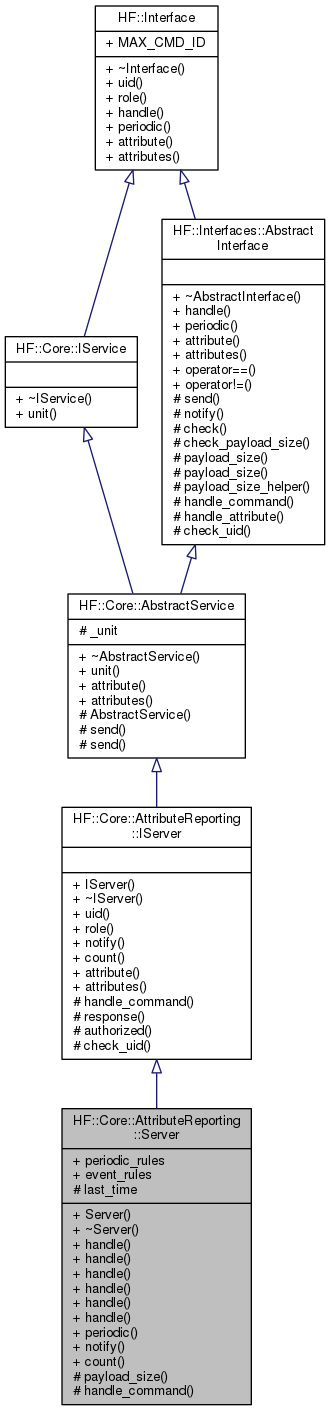 HF::Interface
+ MAX_CMD_ID
+ ~Interface()
+ uid()
+ role()
+ handle()
+ periodic()
+ attribute()
+ attributes()
HF::Interfaces::Abstract
Interface
+ ~AbstractInterface()
+ handle()
+ periodic()
+ attribute()
+ attributes()
+ operator==()
+ operator!=()
# send()
# notify()
# check()
# check_payload_size()
# payload_size()
# payload_size()
# payload_size_helper()
# handle_command()
# handle_attribute()
# check_uid()
HF::Core::IService
+ ~IService()
+ unit()
HF::Core::AbstractService
# _unit
+ ~AbstractService()
+ unit()
+ attribute()
+ attributes()
# AbstractService()
# send()
# send()
HF::Core::AttributeReporting
::IServer
+ IServer()
+ ~IServer()
+ uid()
+ role()
+ notify()
+ count()
+ attribute()
+ attributes()
# handle_command()
# response()
# authorized()
# check_uid()
HF::Core::AttributeReporting
::Server
+ periodic_rules
+ event_rules
# last_time
+ Server()
+ ~Server()
+ handle()
+ handle()
+ handle()
+ handle()
+ handle()
+ handle()
+ periodic()
+ notify()
+ count()
# payload_size()
# handle_command()